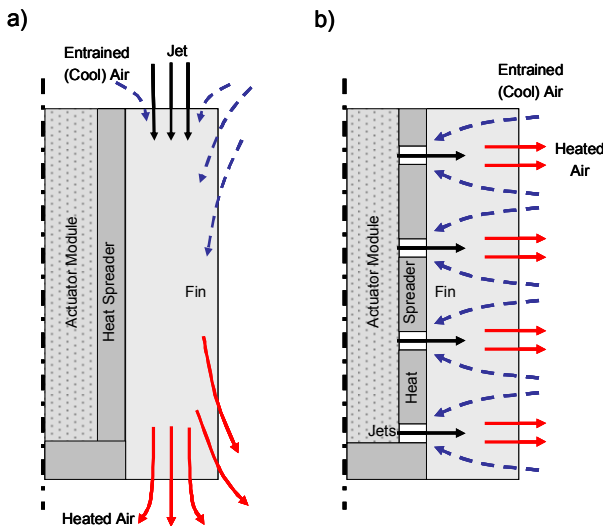 a)
Entrained
(Cool) Air
Jet
Actuator Module
Heat Spreader
Fin
Heated Air
b)
Entrained
(Cool) Air
Heated
Air
Actuator Module
Heat
Spreader
Fin
Jets